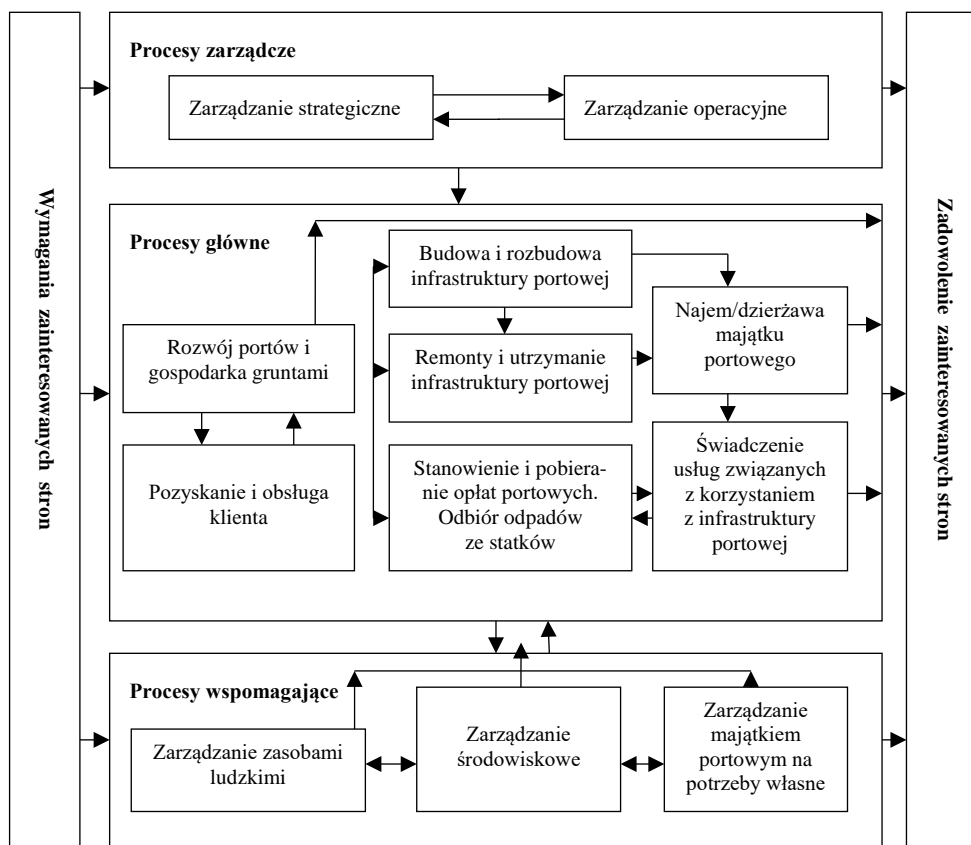 Wymagania zainteresowanych stron
Procesy zarządcze
Zarządzanie strategiczne
Zarządzanie operacyjne
Procesy główne
Rozwój portów i
gospodarka gruntami
Pozyskanie i obsługa
klienta
Budowa i rozbudowa
infrastruktury portowej
Remonty i utrzymanie
infrastruktury portowej
Stanowienie i pobiera-
nie opłat portowych.
Odbiór odpadów
ze statków
Najem/dzierżawa
majątku
portowego
Świadczenie
usług związanych
z korzystaniem
z infrastruktury
portowej
Procesy wspomagające
Zarządzanie zasobami
ludzkimi
Zarządzanie
środowiskowe
Zarządzanie
majątkiem
portowym na
potrzeby własne
Zadowolenie zainteresowanych stron